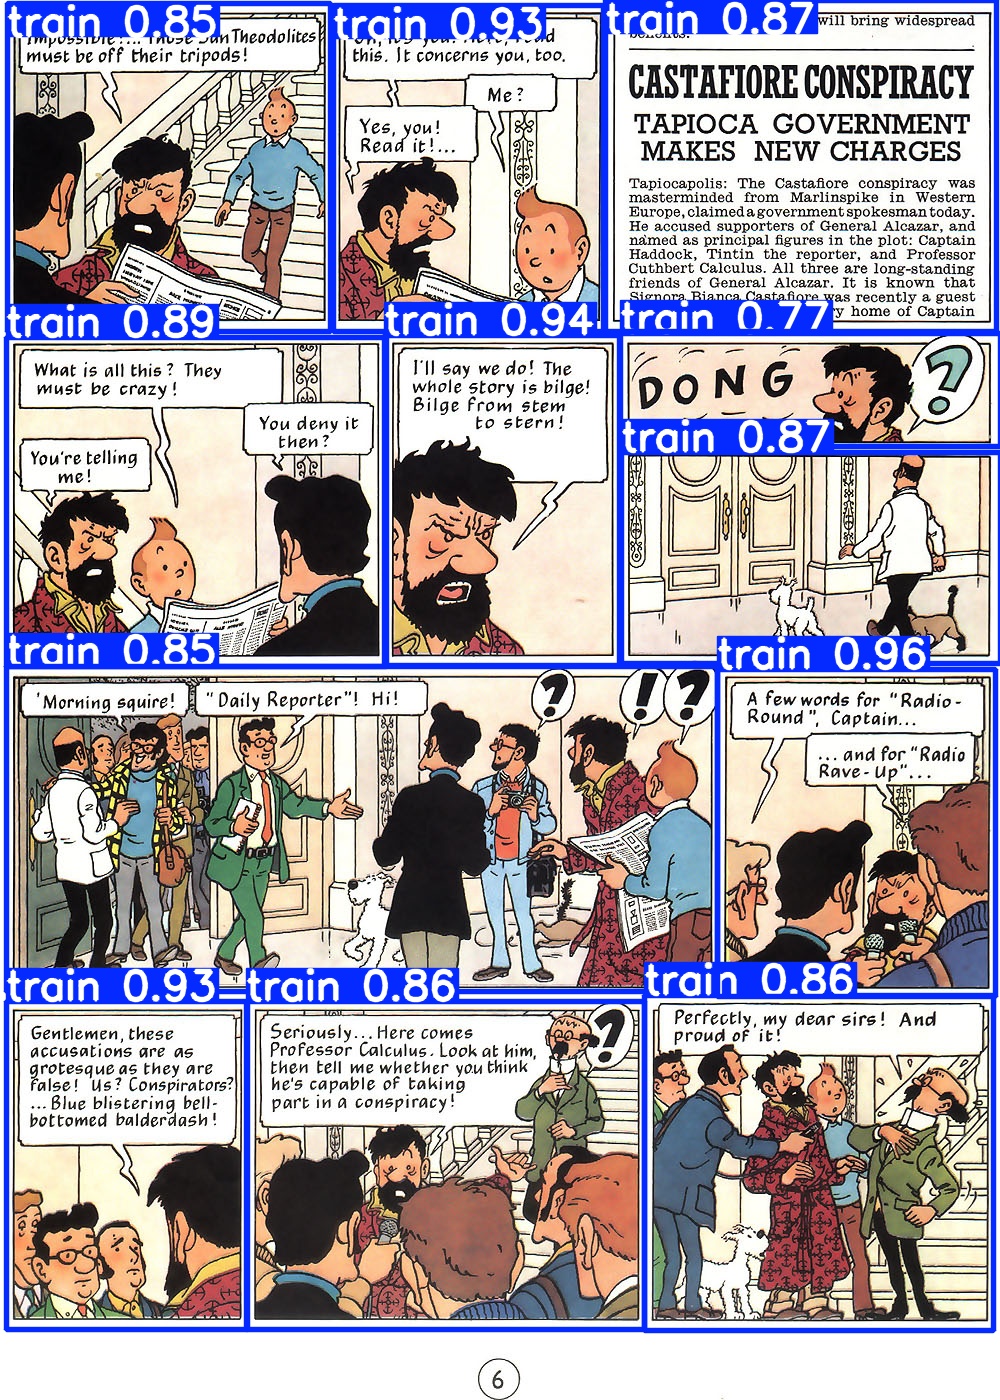 train 0.85
Impossible!... Those San Theodolites
must be off their tripods!
train 0.93
this. It concerns you, too.
Me?
Yes, you!
Read it!...
train 0.87
will bring widespread
benefits.
CASTAFIORE CONSPIRACY
TAPIOCA GOVERNMENT
MAKES NEW CHARGES
Tapiocapolis: The Castafiore conspiracy was
masterminded from Marlinspike in Western
Europe, claimed a government spokesman today.
He accused supporters of General Alcazar, and
named as principal figures in the plot: Captain
Haddock, Tintin the reporter, and Professor
Cuthbert Calculus. All three are long-standing
friends of General Alcazar. It is known that
Signora Bianca Castafiore was recently a guest
home of Captain
train 0.89
What is all this? They
must be crazy!
You deny it
then?
You're telling
me!
train 0.94
I'll say we do! The
whole story is bilge!
Bilge from stem
to stern!
train 0.77
DONG
?
train 0.87
train 0.85
'Morning squire!
"Daily Reporter"! Hi!
?
!
?
train 0.96
A few words for "Radio-
Round", Captain...
...and for "Radio
Rave-Up"...
train 0.93
Gentlemen, these
accusations are as
grotesque as they are
false! Us? Conspirators?
...Blue blistering bell-
bottomed balderdash!
train 0.86
Seriously... Here comes
Professor Calculus. Look at him,
then tell me whether you think
he's capable of taking
part in a conspiracy!
?
train 0.86
Perfectly, my dear sirs! And
proud of it!
6